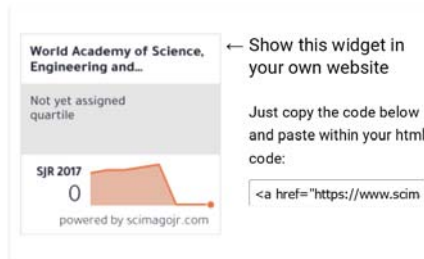 World Academy of Science,
Engineering and...
Not yet assigned
quartile
SJR 2017
0
powered by scimagojr.com
← Show this widget in
your own website
Just copy the code below
and paste within your html
code:
<a href="https://www.scim